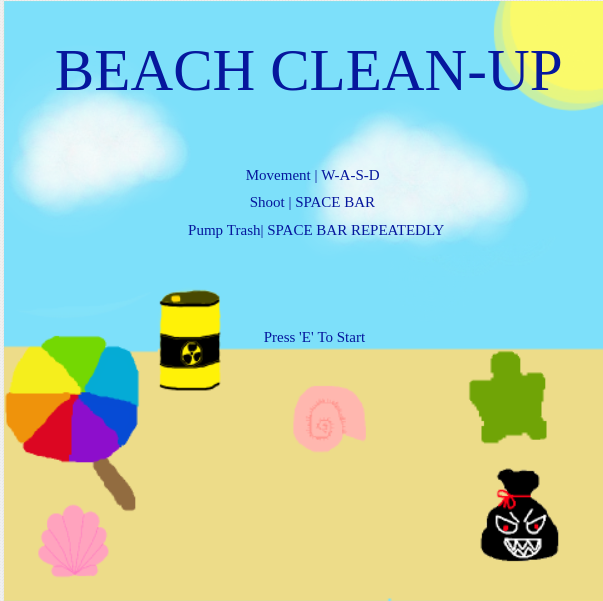 BEACH CLEAN-UP
Movement | W-A-S-D
Shoot | SPACE BAR
Pump Trash| SPACE BAR REPEATEDLY
Press 'E' To Start